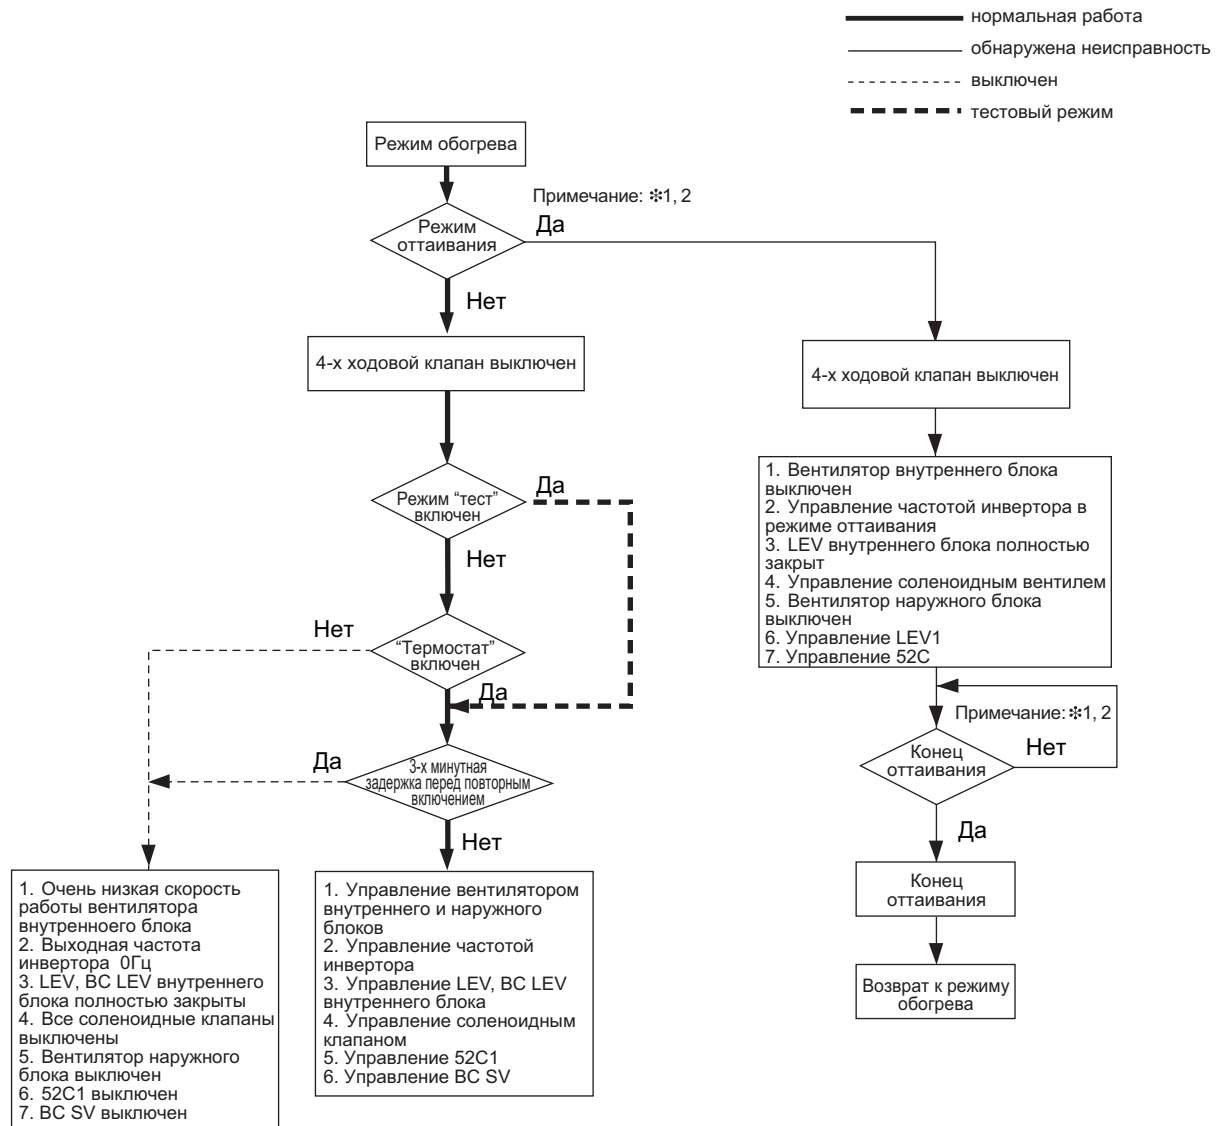 нормальная работа
обнаружена неисправность
выключен
тестовый режим
Режим обогрева
Примечание: ✻1, 2
Режим
оттаивания
Да
Нет
4-х ходовой клапан выключен
Режим “тест”
включен
Да
Нет
“Термостат”
включен
Нет
Да
3-х минутная
задержка перед повторным
включением
Да
Нет
1. Очень низкая скорость
работы вентилятора
внутренноего блока
2. Выходная частота
инвертора 0Гц
3. LEV, BC LEV внутреннего
блока полностью закрыты
4. Все соленоидные клапаны
выключены
5. Вентилятор наружного
блока выключен
6. 52C1 выключен
7. BC SV выключен
1. Управление вентилятором
внутреннего и наружного
блоков
2. Управление частотой
инвертора
3. Управление LEV, BC LEV
внутреннего блока
4. Управление соленоидным
клапаном
5. Управление 52C1
6. Управление BC SV
4-х ходовой клапан выключен
1. Вентилятор внутреннего блока
выключен
2. Управление частотой инвертора в
режиме оттаивания
3. LEV внутреннего блока полностью
закрыт
4. Управление соленоидным вентилем
5. Вентилятор наружного блока
выключен
6. Управление LEV1
7. Управление 52C
Примечание: ✻1, 2
Конец
оттаивания
Нет
Да
Конец
оттаивания
Возврат к режиму
обогрева